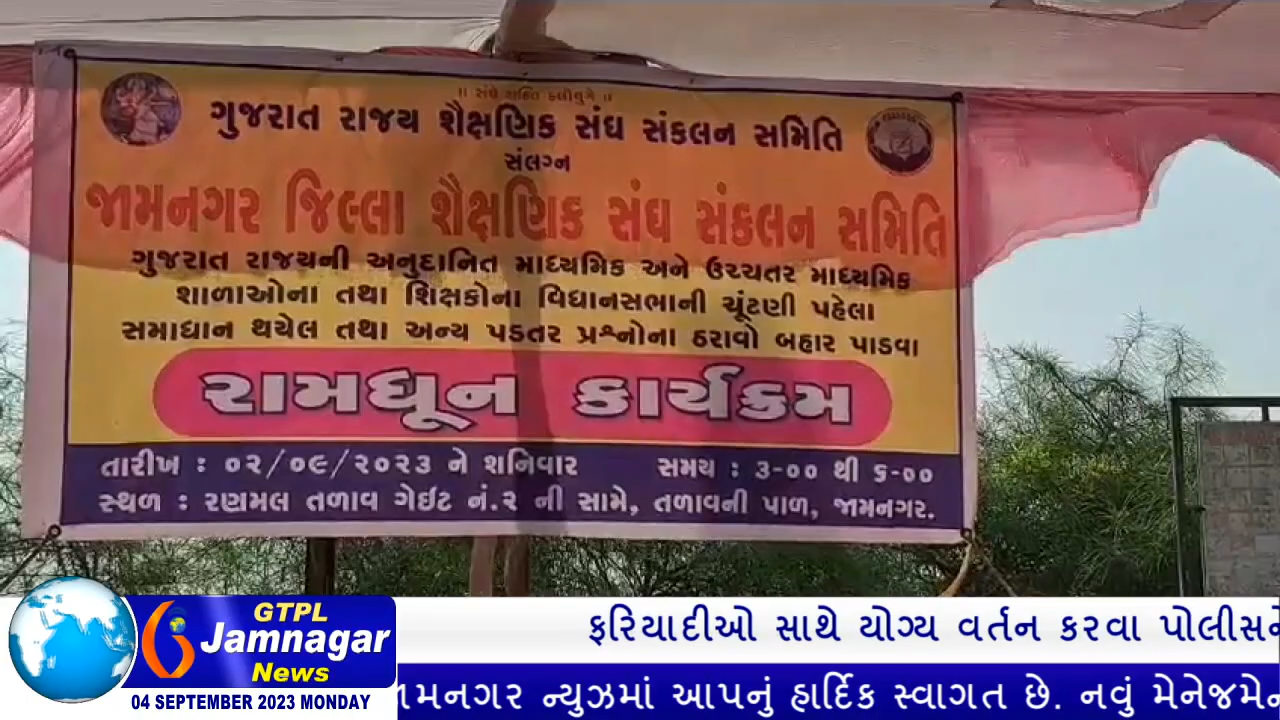 ॥ સંઘે શક્તિ કલીયુગે ॥
ગુજરાત રાજ્ય શૈક્ષણિક સંઘ સંકલન સમિતિ
સંલગ્ન
જામનગર જિલ્લા શૈક્ષણિક સંઘ સંકલન સમિતિ
ગુજરાત રાજ્યની અનુદાનિત માધ્યમિક અને ઉચ્ચતર માધ્યમિક
શાળાઓના તથા શિક્ષકોના વિધાનસભાની ચૂંટણી પહેલા
સમાધાન થયેલ તથા અન્ય પડતર પ્રશ્નોના ઠરાવો બહાર પાડવા
રામધૂન કાર્યક્રમ
તારીખ : ૦૨/૦૯/૨૦૨૩ ને શનિવાર સમય : ૩-૦૦ થી ૬-૦૦
સ્થળ : રણમલ તળાવ ગેઈટ નં.૨ ની સામે, તળાવની પાળ, જામનગર.
GTPL
Jamnagar
News
04 SEPTEMBER 2023 MONDAY
ફરિયાદીઓ સાથે યોગ્ય વર્તન કરવા
ન્યુઝમાં આપનું હાર્દિક સ્વાગત છે. નવું